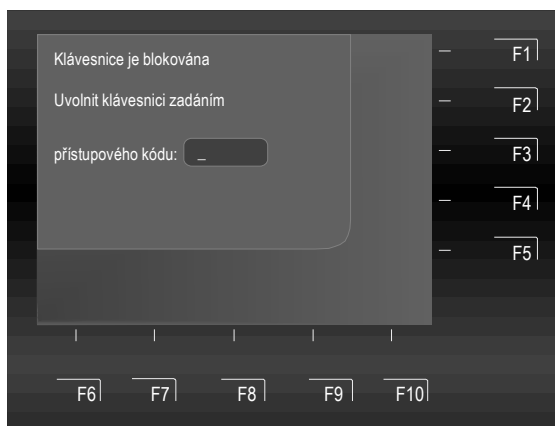 Klávesnice je blokována
Uvolnit klávesnici zadáním
přístupového kódu: _
F1
F2
F3
F4
F5
F6 F7 F8 F9 F10